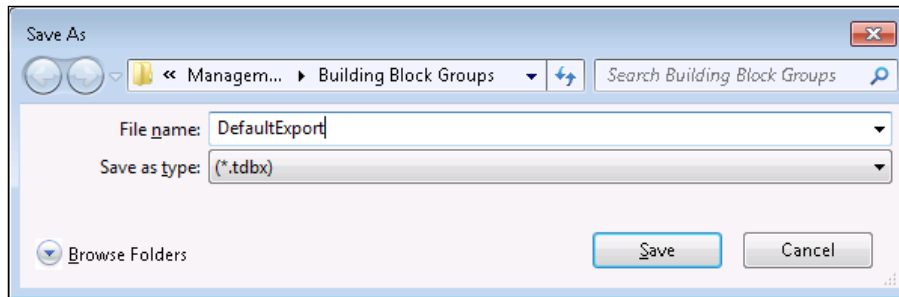 Save As
« Managem... ▸ Building Block Groups Search Building Block Groups
File name: DefaultExport
Save as type: (*.tdbx)
Browse Folders Save Cancel